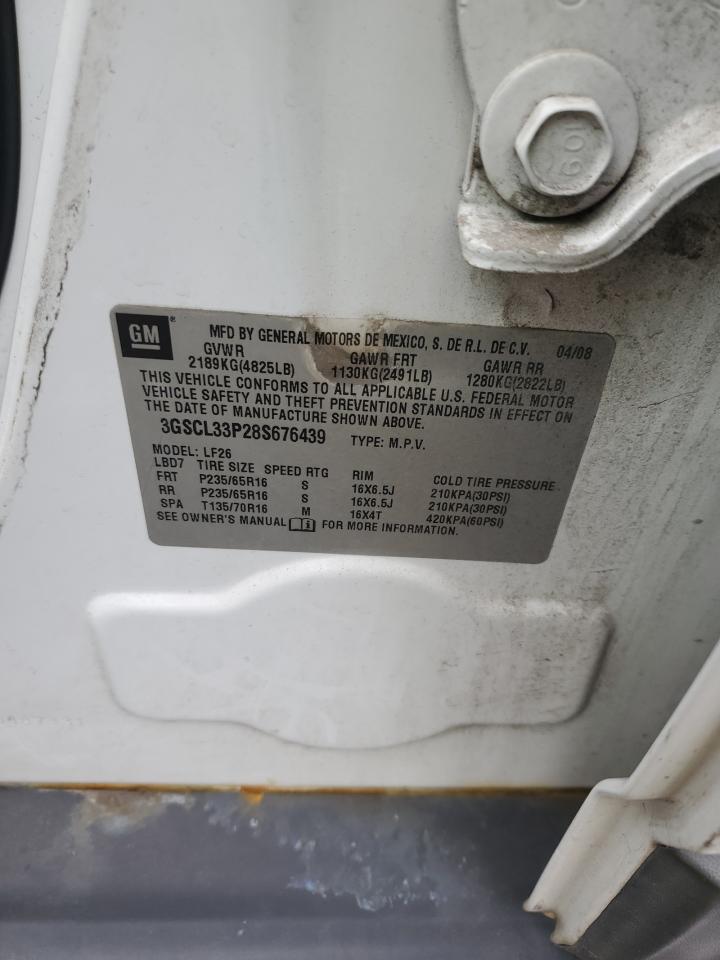 109
GM ® MFD BY GENERAL MOTORS DE MEXICO, S. DE R.L. DE C.V. 04/08
GVWR GAWR FRT GAWR RR
2189KG(4825LB) 1130KG(2491LB) 1280KG(2822LB)
THIS VEHICLE CONFORMS TO ALL APPLICABLE U.S. FEDERAL MOTOR
VEHICLE SAFETY AND THEFT PREVENTION STANDARDS IN EFFECT ON
THE DATE OF MANUFACTURE SHOWN ABOVE.
3GSCL33P28S676439 TYPE: M.P.V.
MODEL: LF26
LBD7 TIRE SIZE SPEED RTG RIM COLD TIRE PRESSURE
FRT P235/65R16 S 16X6.5J 210KPA(30PSI)
RR P235/65R16 S 16X6.5J 210KPA(30PSI)
SPA T135/70R16 M 16X4T 420KPA(60PSI)
SEE OWNER'S MANUAL FOR MORE INFORMATION.